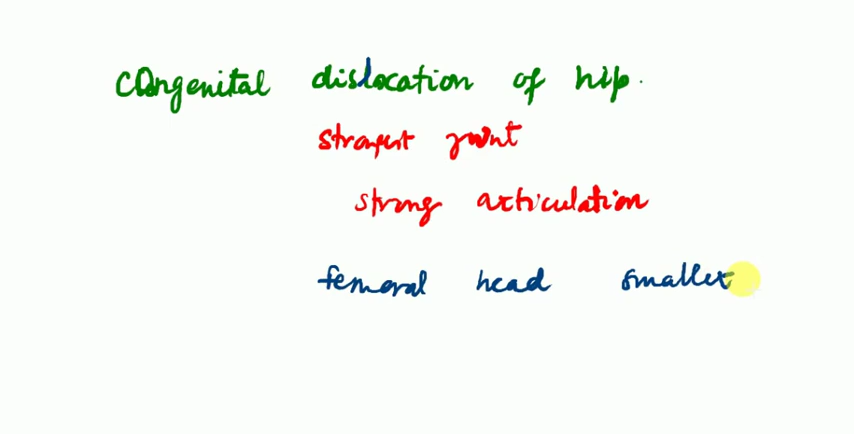 Congenital dislocation of hip.
strongest joint
strong articulation
femoral head smaller